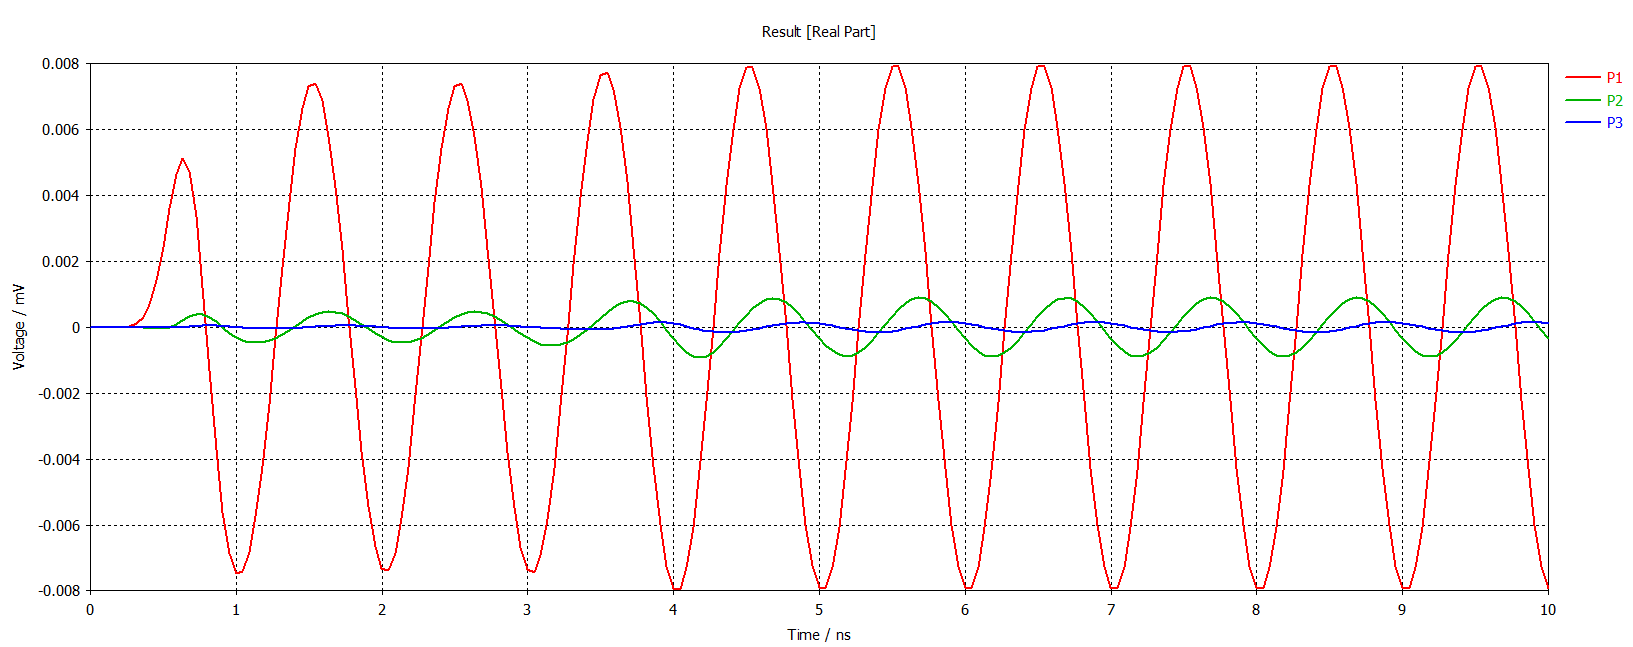 Result [Real Part]
P1
P2
P3
Voltage / mV
0.008
0.006
0.004
0.002
0
-0.002
-0.004
-0.006
-0.008
0 1 2 3 4 5 6 7 8 9 10
Time / ns